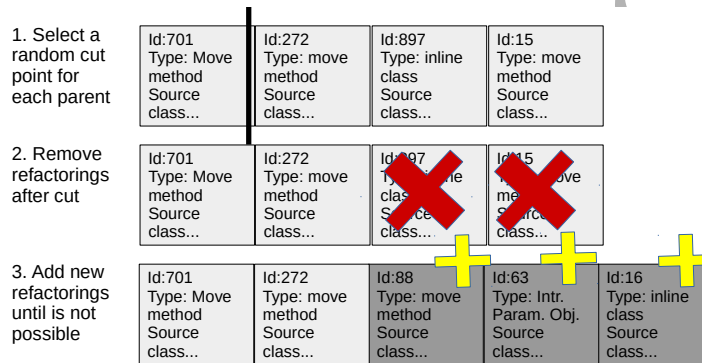 1. Select a
random cut
point for
each parent
Id:701
Type: Move
method
Source
class...
Id:272
Type: move
method
Source
class...
Id:897
Type: inline
class
Source
class...
Id:15
Type: move
method
Source
class...
2. Remove
refactorings
after cut
Id:701
Type: Move
method
Source
class...
Id:272
Type: move
method
Source
class...
class...
class...
3. Add new
refactorings
until is not
possible
Id:701
Type: Move
method
Source
class...
Id:272
Type: move
method
Source
class...
Id:88
Type: move
method
Source
class...
Id:63
Type: Intr.
Param. Obj.
Source
class...
Id:16
Type: inline
class
Source
class...